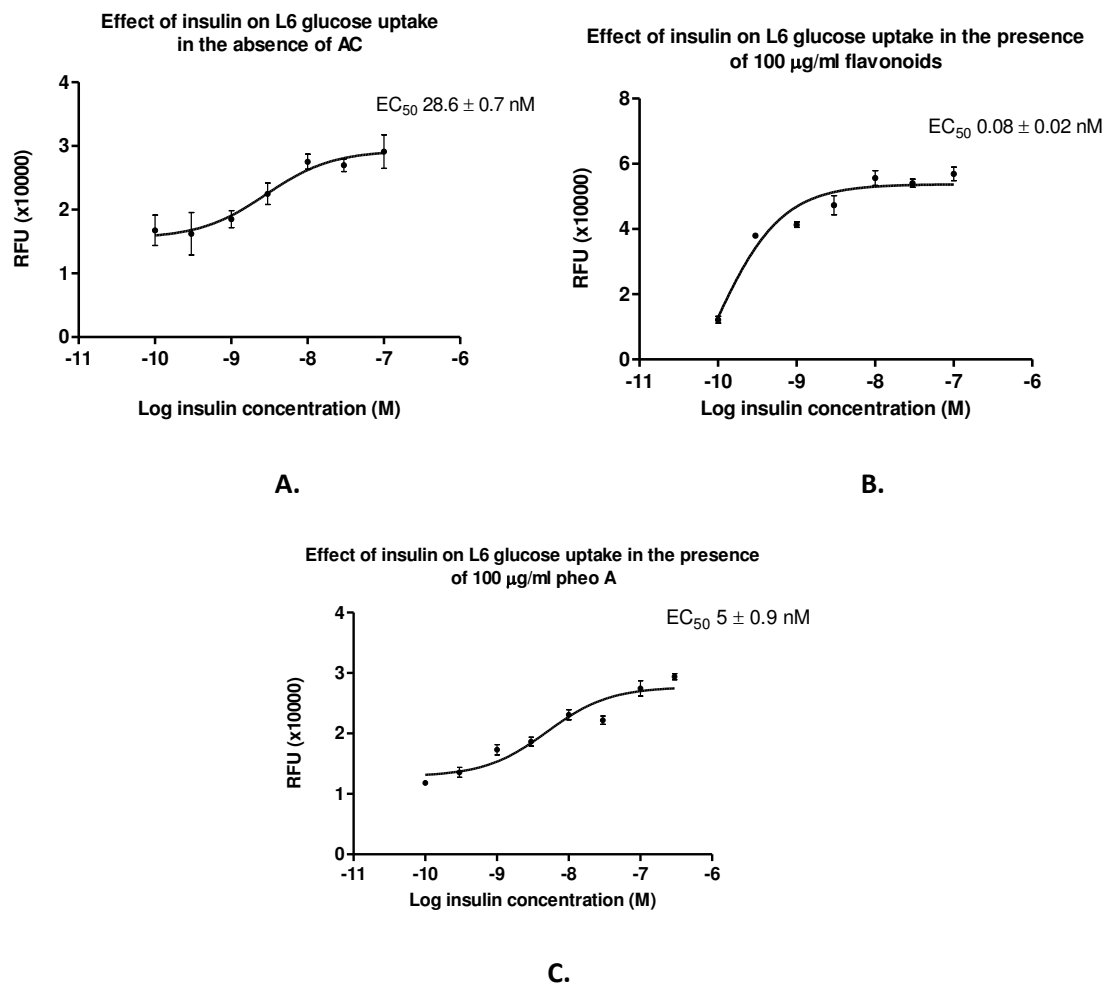 Effect of insulin on L6 glucose uptake
in the absence of AC
EC₅₀ 28.6 ± 0.7 nM
RFU (x10000)
4
3
2
1
0
-11 -10 -9 -8 -7 -6
Log insulin concentration (M)
A.
Effect of insulin on L6 glucose uptake in the presence
of 100 µg/ml flavonoids
EC₅₀ 0.08 ± 0.02 nM
RFU (x10000)
8
6
4
2
0
-11 -10 -9 -8 -7 -6
Log insulin concentration (M)
B.
Effect of insulin on L6 glucose uptake in the presence
of 100 µg/ml pheo A
EC₅₀ 5 ± 0.9 nM
RFU (x10000)
4
3
2
1
0
-11 -10 -9 -8 -7 -6
Log insulin concentration (M)
C.